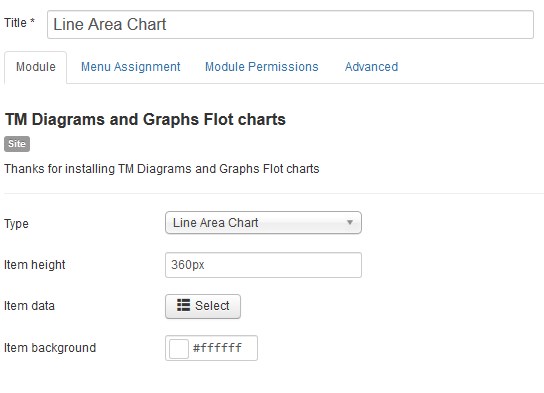 Title * Line Area Chart
Module Menu Assignment Module Permissions Advanced
TM Diagrams and Graphs Flot charts
Site
Thanks for installing TM Diagrams and Graphs Flot charts
Type Line Area Chart
Item height 360px
Item data Select
Item background #ffffff